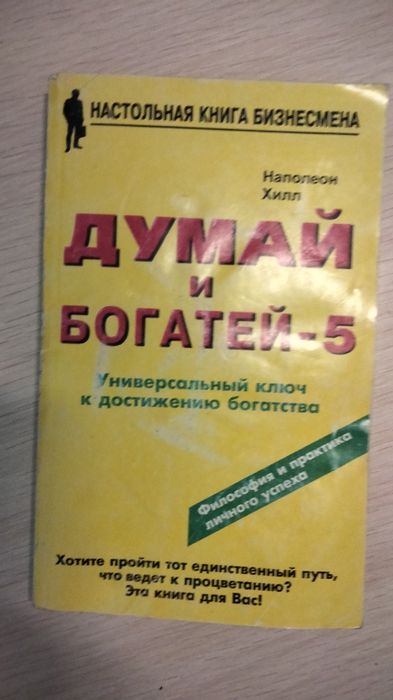 НАСТОЛЬНАЯ КНИГА БИЗНЕСМЕНА
Наполеон
Хилл
ДУМАЙ
и
БОГАТЕЙ-5
Универсальный ключ
к достижению богатства
Философия и практика
личного успеха
Хотите пройти тот единственный путь,
что ведет к процветанию?
Эта книга для Вас!